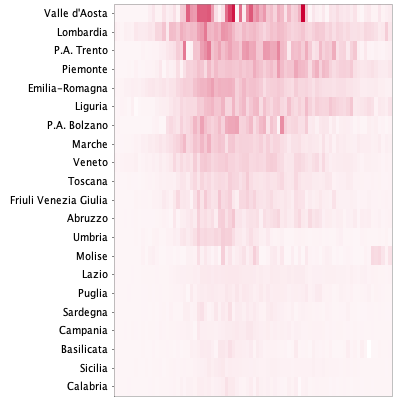 Valle d'Aosta
Lombardia
P.A. Trento
Piemonte
Emilia-Romagna
Liguria
P.A. Bolzano
Marche
Veneto
Toscana
Friuli Venezia Giulia
Abruzzo
Umbria
Molise
Lazio
Puglia
Sardegna
Campania
Basilicata
Sicilia
Calabria